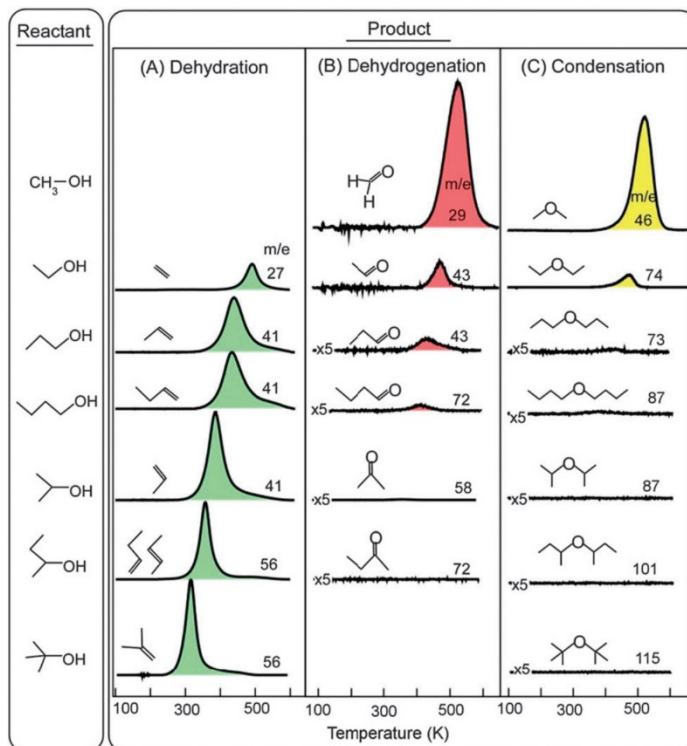 Reactant
Product
(A) Dehydration
(B) Dehydrogenation
(C) Condensation
CH3–OH
H O
H
m/e
29
O
m/e
46
OH
m/e
27
O
43
O
74
OH
41
O
x5
43
O
x5
73
OH
41
O
x5
72
O
x5
87
OH
41
O
x5
58
O
x5
87
OH
56
O
x5
72
O
x5
101
OH
56
O
x5
115
100 300 500
100 300 500
100 300 500
Temperature (K)